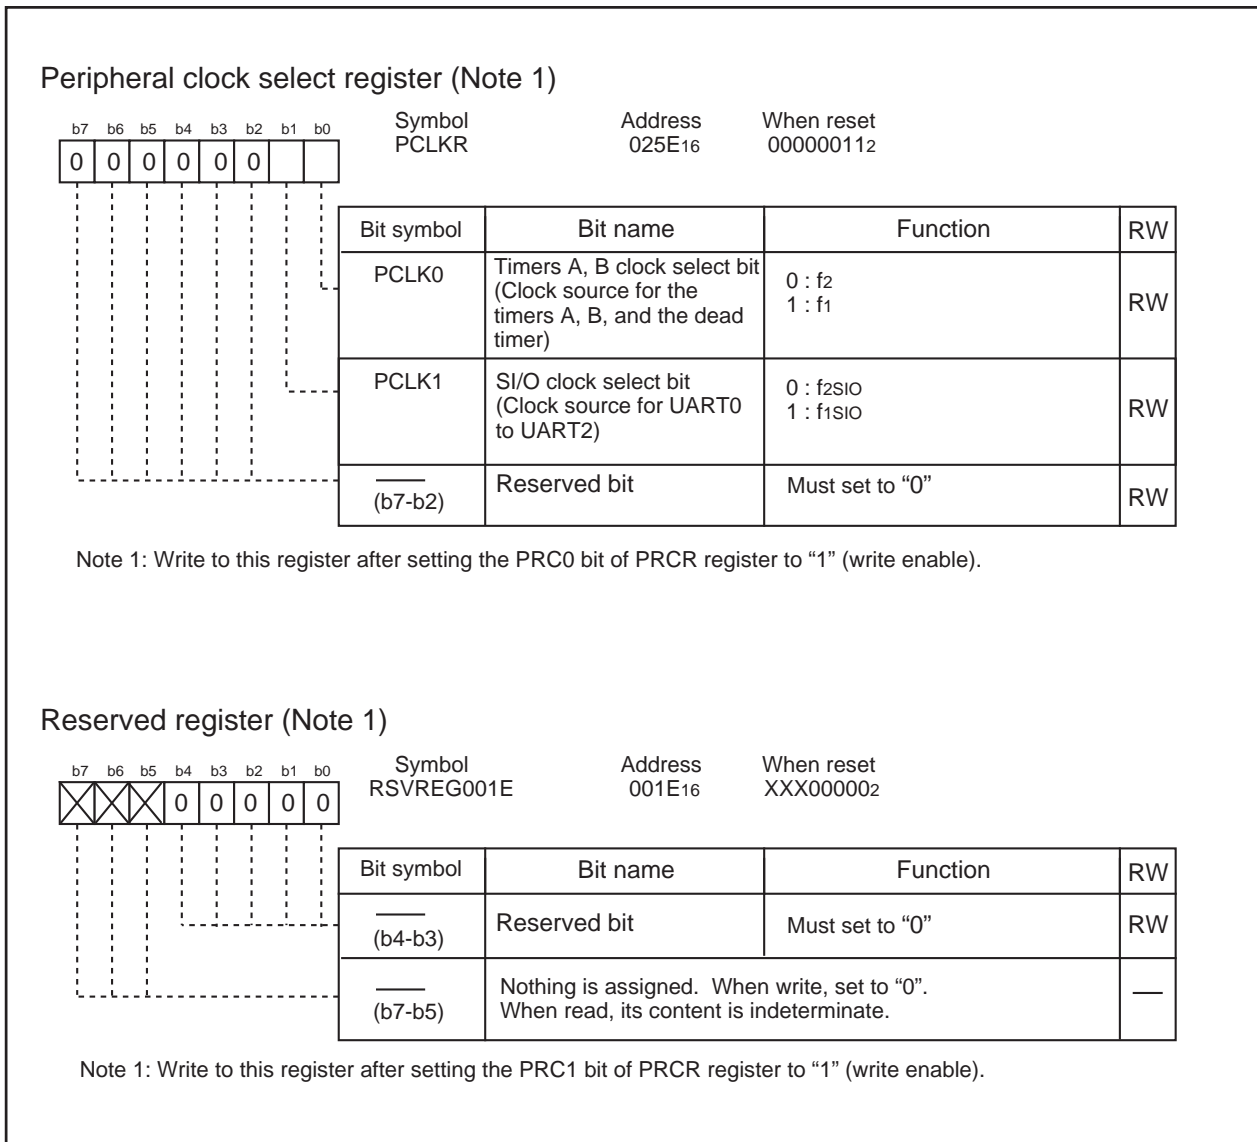 Peripheral clock select register (Note 1)
b7 b6 b5 b4 b3 b2 b1 b0
0 0 0 0 0 0
Symbol Address When reset
PCLKR 025E16 000000112
Bit symbol Bit name Function RW
PCLK0 Timers A, B clock select bit
(Clock source for the
timers A, B, and the dead
timer)
0 : f2
1 : f1
RW
PCLK1 SI/O clock select bit
(Clock source for UART0
to UART2)
0 : f2SIO
1 : f1SIO
RW
(b7-b2) Reserved bit Must set to “0” RW
Note 1: Write to this register after setting the PRC0 bit of PRCR register to “1” (write enable).
Reserved register (Note 1)
b7 b6 b5 b4 b3 b2 b1 b0
0 0 0 0 0
Symbol Address When reset
RSVREG001E 001E16 XXX000002
Bit symbol Bit name Function RW
(b4-b3) Reserved bit Must set to “0” RW
(b7-b5) Nothing is assigned. When write, set to “0”.
When read, its content is indeterminate.
—
Note 1: Write to this register after setting the PRC1 bit of PRCR register to “1” (write enable).